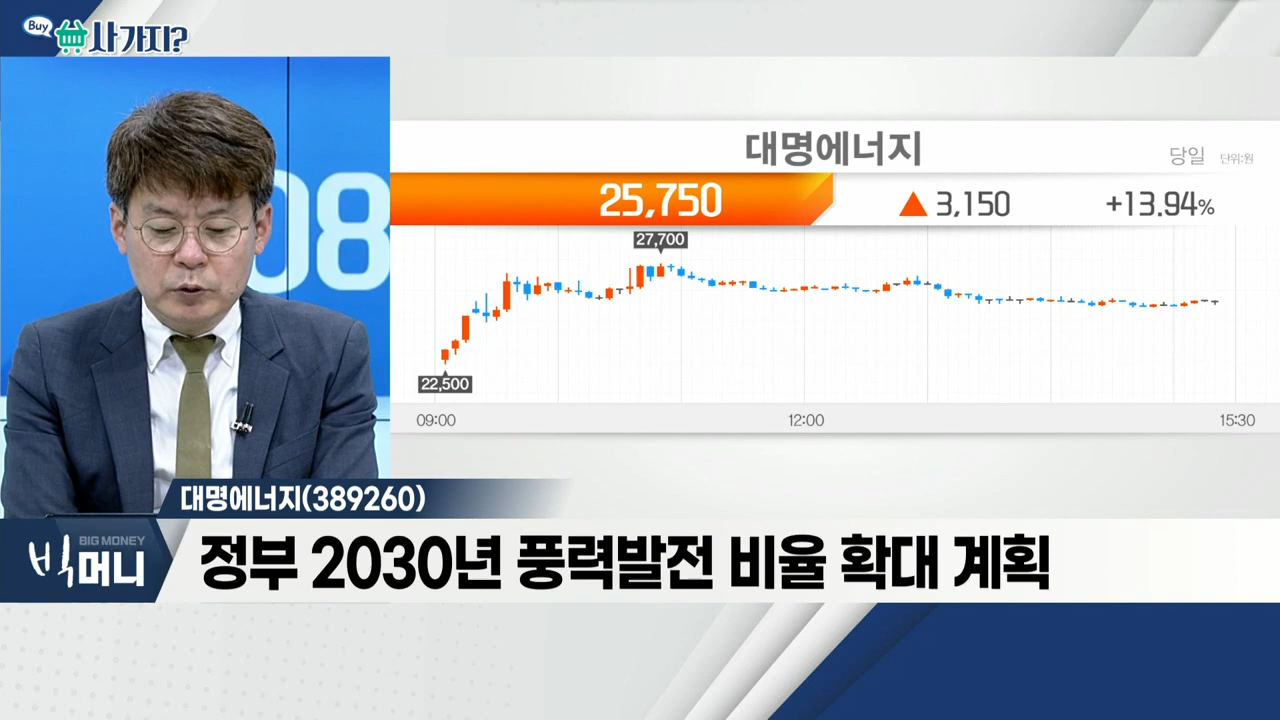 Buy
사가지?
08
대명에너지
당일 단위:원
25,750 ▲ 3,150 +13.94%
27,700
22,500
09:00 12:00 15:30
대명에너지(389260)
BIG MONEY
빅머니
정부 2030년 풍력발전 비율 확대 계획